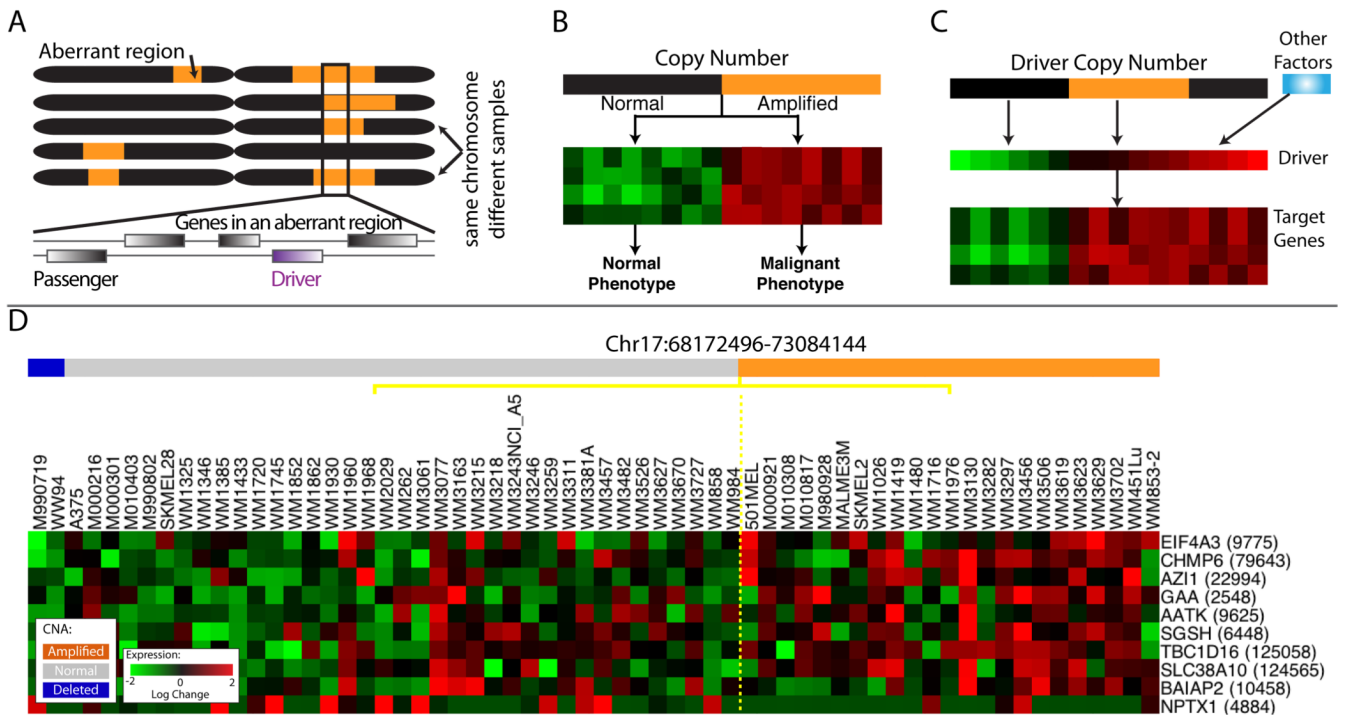 A
Aberrant region
same chromosome
different samples
Genes in an aberrant region
Passenger
Driver
B
Copy Number
Normal
Amplified
Normal
Phenotype
Malignant
Phenotype
C
Driver Copy Number
Other
Factors
Driver
Target
Genes
D
Chr17:68172496-73084144
M990719
WW94
A375
M000216
M000301
M010403
M990802
SKMEL28
WM1325
WM1346
WM1385
WM1433
WM1720
WM1745
WM1852
WM1862
WM1930
WM1960
WM1968
WM2029
WM262
WM3061
WM3077
WM3163
WM3215
WM3218
WM3243NCI_A5
WM3246
WM3259
WM3311
WM3381A
WM3457
WM3482
WM3526
WM3627
WM3670
WM3727
WM858
WM984
501MEL
M000921
M010308
M010817
M980928
MALME3M
SKMEL2
WM1026
WM1419
WM1480
WM1716
WM1976
WM3130
WM3282
WM3297
WM3456
WM3506
WM3619
WM3623
WM3629
WM3702
WM451Lu
WM853-2
EIF4A3 (9775)
CHMP6 (79643)
AZI1 (22994)
GAA (2548)
AATK (9625)
SGSH (6448)
TBC1D16 (125058)
SLC38A10 (124565)
BAIAP2 (10458)
NPTX1 (4884)
CNA:
Amplified
Normal
Deleted
Expression:
-2 0 2
Log Change